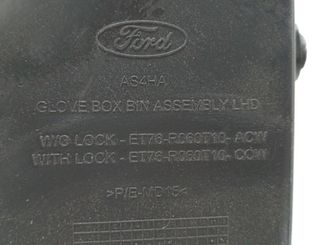 Ford
AS4HA
GLOVE BOX BIN ASSEMBLY LHD
W/O LOCK - ET76-R060T10- ACW
WITH LOCK - ET76-R060T10- CCW
>P/E-MD15<